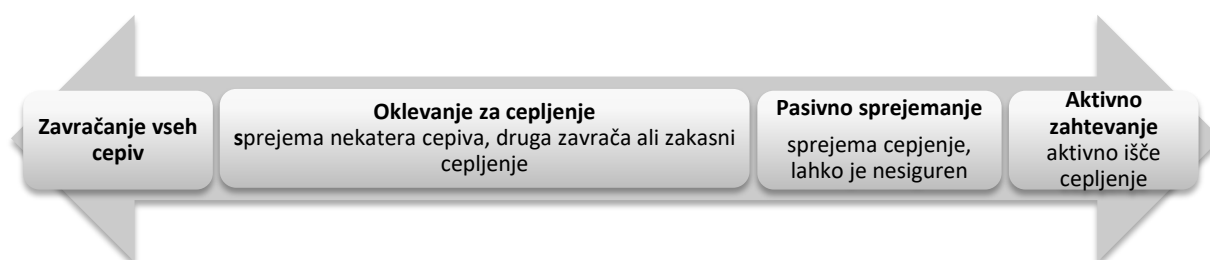 Zavračanje vseh
cepiv
Oklevanje za cepljenje
sprejema nekatera cepiva, druga zavrača ali zakasni
cepljenje
Pasivno sprejemanje
sprejema cepjenje,
lahko je nesiguren
Aktivno
zahtevanje
aktivno išče
cepljenje